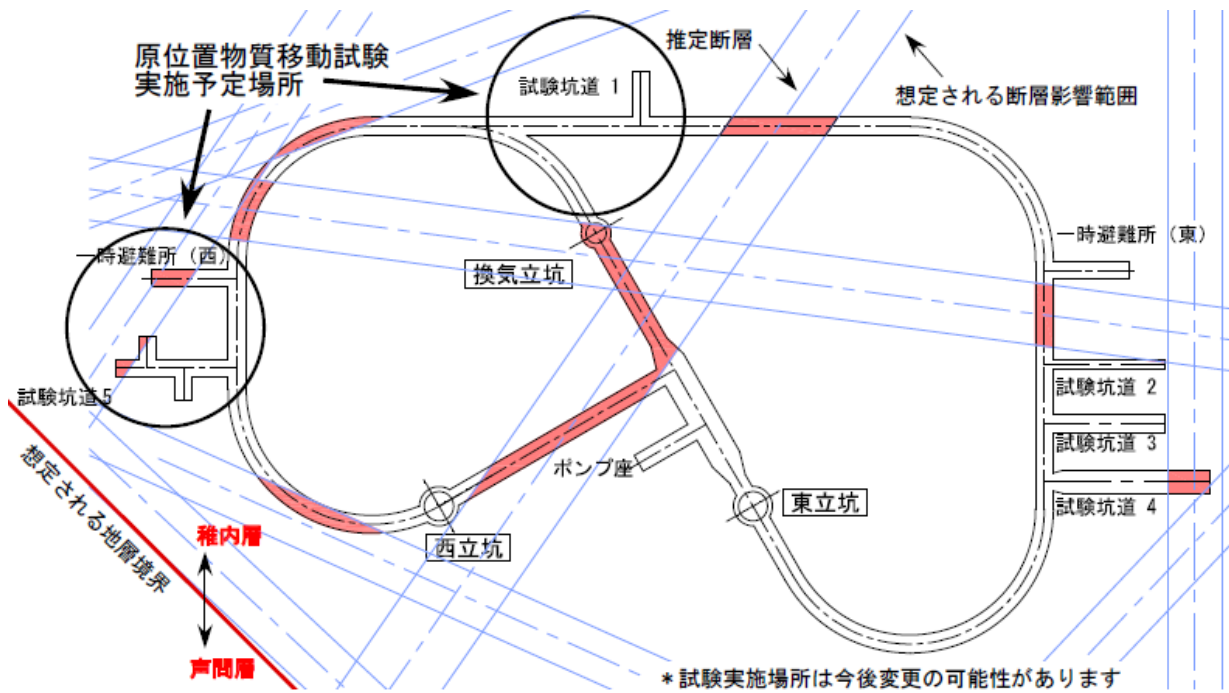 原位置物質移動試験
実施予定場所
推定断層
想定される断層影響範囲
試験坑道 1
一時避難所（西）
一時避難所（東）
換気立坑
試験坑道 2
試験坑道5
試験坑道 3
ポンプ座
試験坑道 4
東立坑
西立坑
想定される地層境界
稚内層
声問層
＊試験実施場所は今後変更の可能性があります